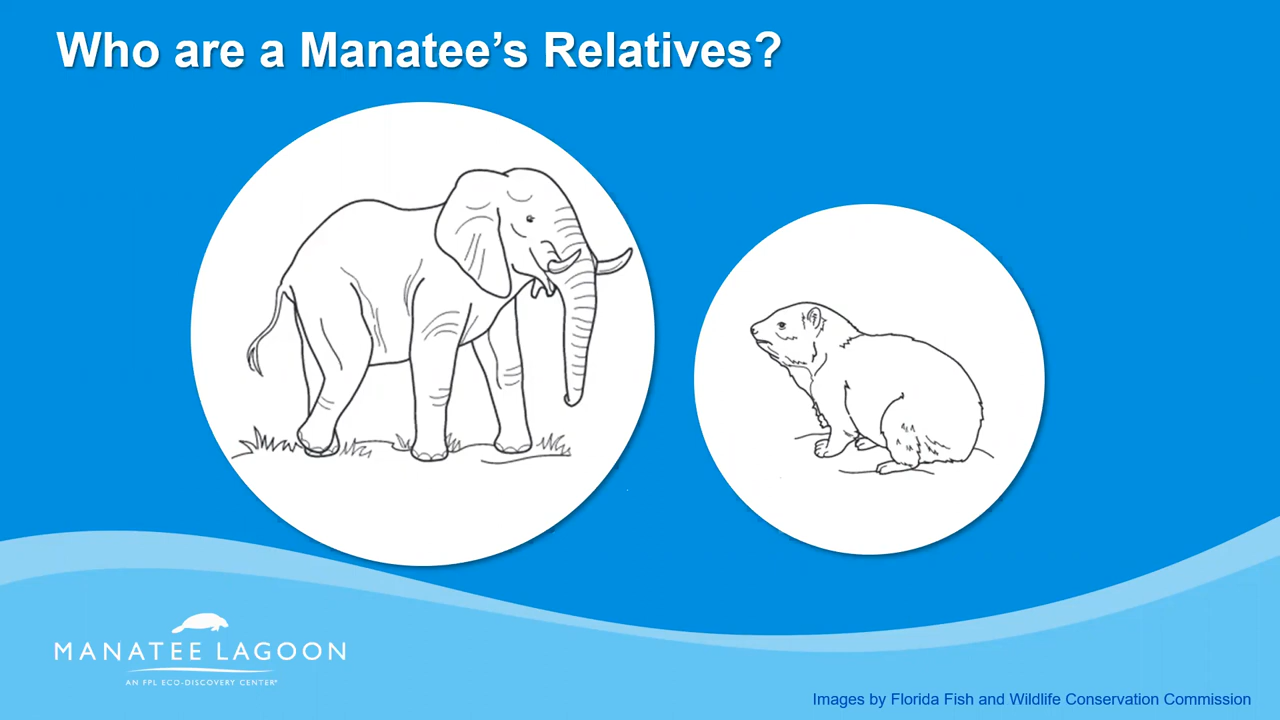 Who are a Manatee's Relatives?
MANATEE LAGOON
AN FPL ECO-DISCOVERY CENTER
Images by Florida Fish and Wildlife Conservation Commission